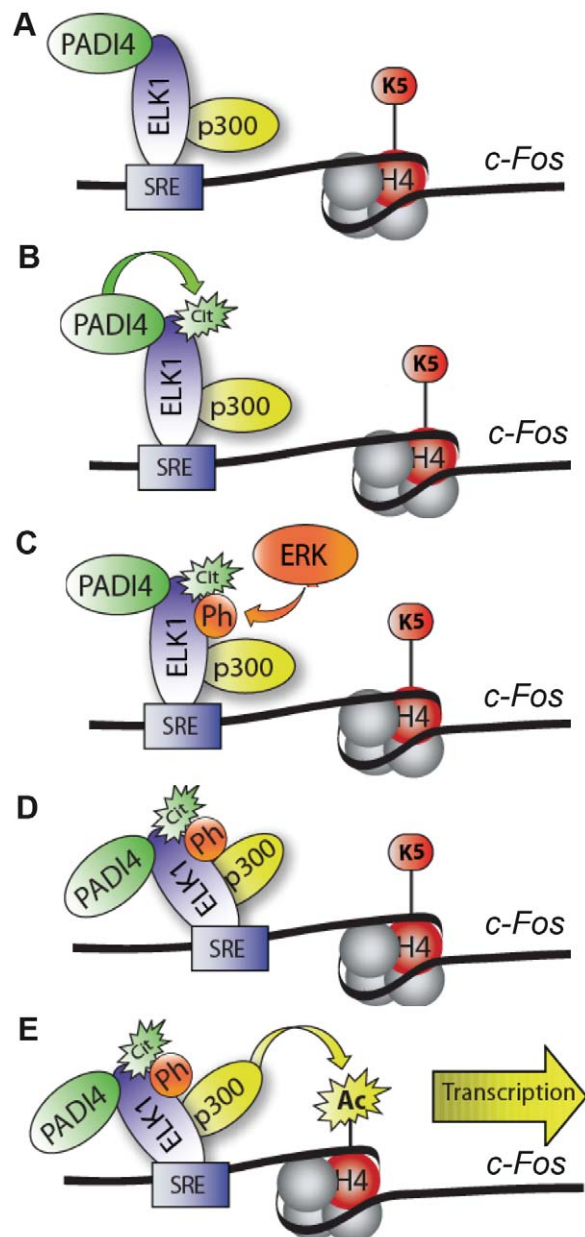 A
PADI4
ELK1
p300
SRE
K5
H4
c-Fos
B
PADI4
Cit
ELK1
p300
SRE
K5
H4
c-Fos
C
PADI4
Cit
ERK
Ph
ELK1
p300
SRE
K5
H4
c-Fos
D
PADI4
Cit
Ph
ELK1
p300
SRE
K5
H4
c-Fos
E
PADI4
Cit
Ph
ELK1
p300
SRE
Ac
H4
Transcription
c-Fos